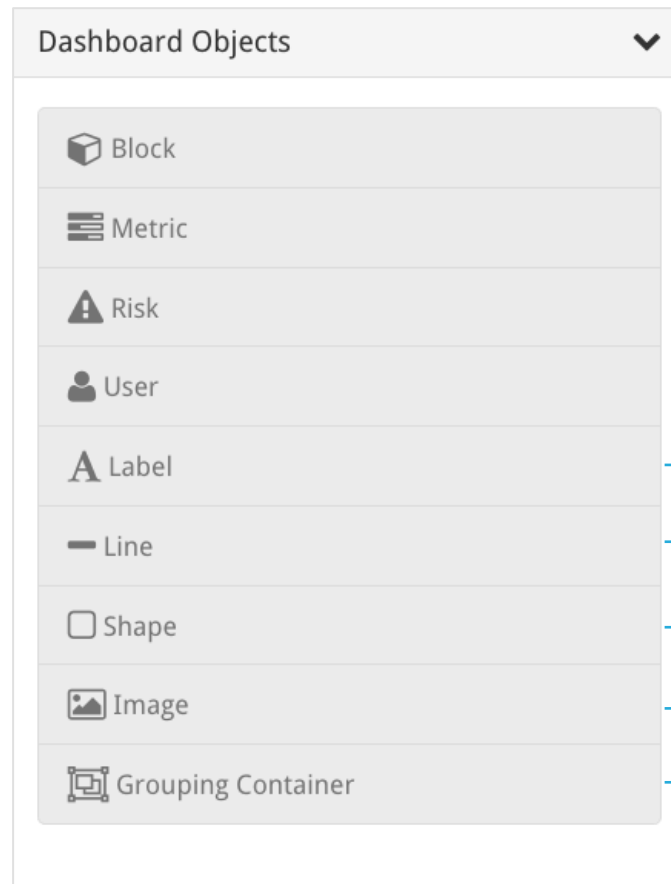 Dashboard Objects
Block
Metric
Risk
User
Label
Line
Shape
Image
Grouping Container